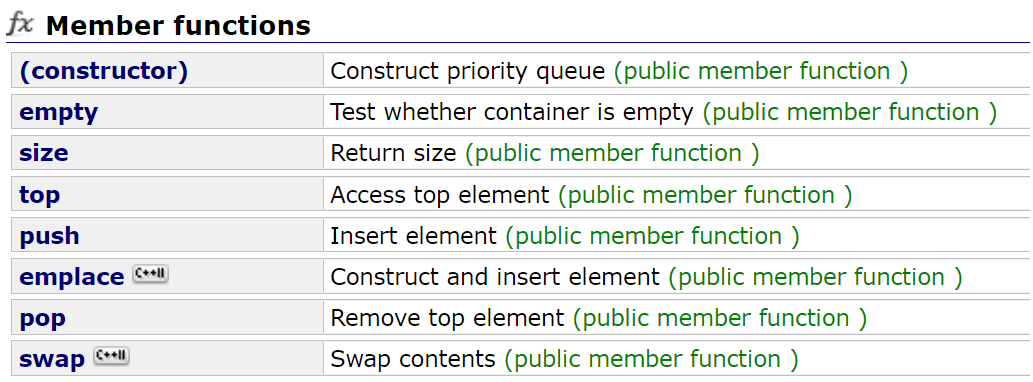 fx Member functions
(constructor) Construct priority queue (public member function )
empty Test whether container is empty (public member function )
size Return size (public member function )
top Access top element (public member function )
push Insert element (public member function )
emplace C++11 Construct and insert element (public member function )
pop Remove top element (public member function )
swap C++11 Swap contents (public member function )